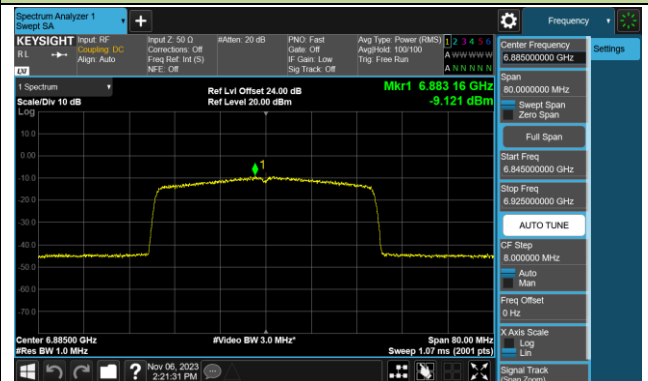 Spectrum Analyzer 1
Swept SA
Frequency
KEYSIGHT
RL
LXI
Input: RF
Coupling: DC
Align: Auto
Input Z: 50 Ω
Corrections: Off
Freq Ref: Int (S)
NFE: Off
#Atten: 20 dB
PNO: Fast
Gate: Off
IF Gain: Low
Sig Track: Off
Avg Type: Power (RMS)
Avg|Hold: 100/100
Trig: Free Run
1 2 3 4 5 6
A W W W W W
A N N N N N
Center Frequency
6.885000000 GHz
Settings
Span
80.0000000 MHz
Swept Span
Zero Span
Full Span
Start Freq
6.845000000 GHz
Stop Freq
6.925000000 GHz
AUTO TUNE
CF Step
8.000000 MHz
Auto
Man
Freq Offset
0 Hz
X Axis Scale
Log
Lin
Signal Track
(Span Zoom)
1 Spectrum
Scale/Div 10 dB
Log
Ref Lvl Offset 24.00 dB
Ref Level 20.00 dBm
Mkr1 6.883 16 GHz
-9.121 dBm
1
10.0
0.00
-10.0
-20.0
-30.0
-40.0
-50.0
-60.0
-70.0
Center 6.88500 GHz
#Video BW 3.0 MHz*
Span 80.00 MHz
#Res BW 1.0 MHz
Sweep 1.07 ms (2001 pts)
?
Nov 06, 2023
2:21:31 PM